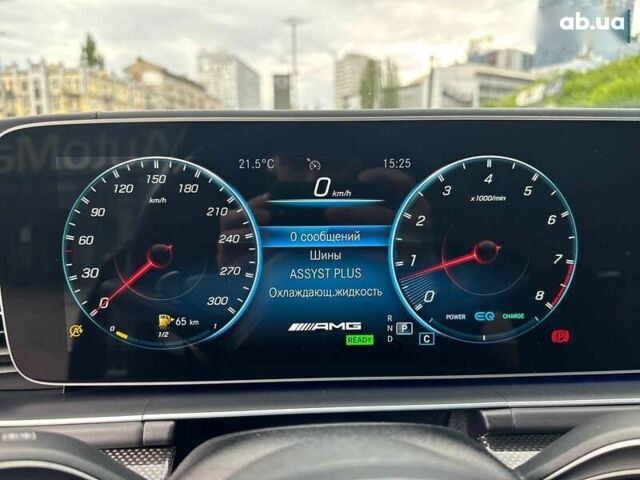 ab.ua
21.5°C
15:25
0 km/h
0 30 60 90 120 150 180 210 240 270 300
km/h
0 сообщений
Шины
ASSYST PLUS
Охлаждающ.жидкость
0 1 2 3 4 5 6 7 8
x1000/min
65 km
0 1/2 1
AMG
READY
R
N
D
P
C
POWER EQ CHARGE
P